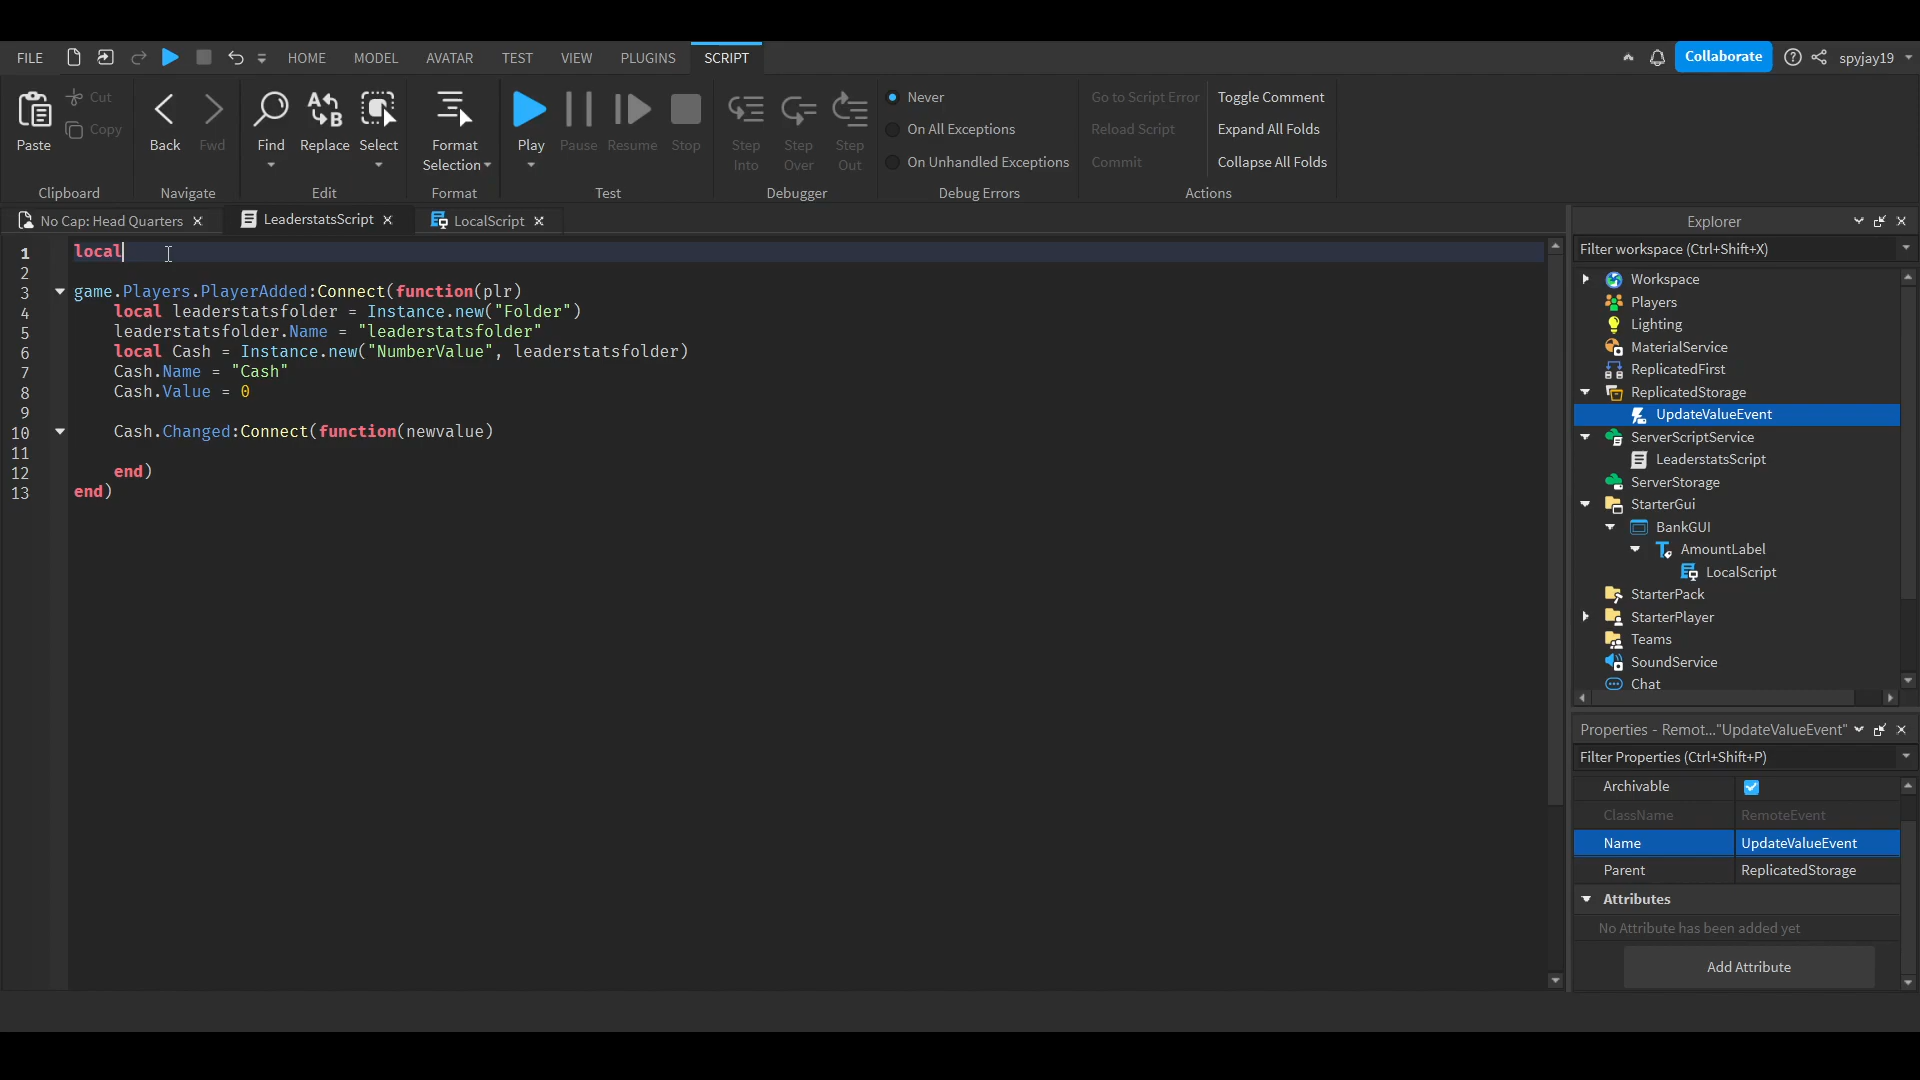 FILE HOME MODEL AVATAR TEST VIEW PLUGINS SCRIPT Collaborate spyjay19
Paste Cut Copy Back Fwd Find Replace Select Format Selection Play Pause Resume Stop Step Into Step Over Step Out
Never On All Exceptions On Unhandled Exceptions
Go to Script Error Reload Script Commit
Toggle Comment Expand All Folds Collapse All Folds
Clipboard Navigate Edit Format Test Debugger Debug Errors Actions
No Cap: Head Quarters LeaderstatsScript LocalScript
1 local
2
3 game.Players.PlayerAdded:Connect(function(plr)
4 local leaderstatsfolder = Instance.new("Folder")
5 leaderstatsfolder.Name = "leaderstatsfolder"
6 local Cash = Instance.new("NumberValue", leaderstatsfolder)
7 Cash.Name = "Cash"
8 Cash.Value = 0
9
10 Cash.Changed:Connect(function(newvalue)
11
12 end)
13 end)
Explorer
Filter workspace (Ctrl+Shift+X)
Workspace
Players
Lighting
MaterialService
ReplicatedFirst
ReplicatedStorage
UpdateValueEvent
ServerScriptService
LeaderstatsScript
ServerStorage
StarterGui
BankGUI
AmountLabel
LocalScript
StarterPack
StarterPlayer
Teams
SoundService
Chat
Properties - Remot..."UpdateValueEvent"
Filter Properties (Ctrl+Shift+P)
Archivable
ClassName RemoteEvent
Name UpdateValueEvent
Parent ReplicatedStorage
Attributes
No Attribute has been added yet
Add Attribute